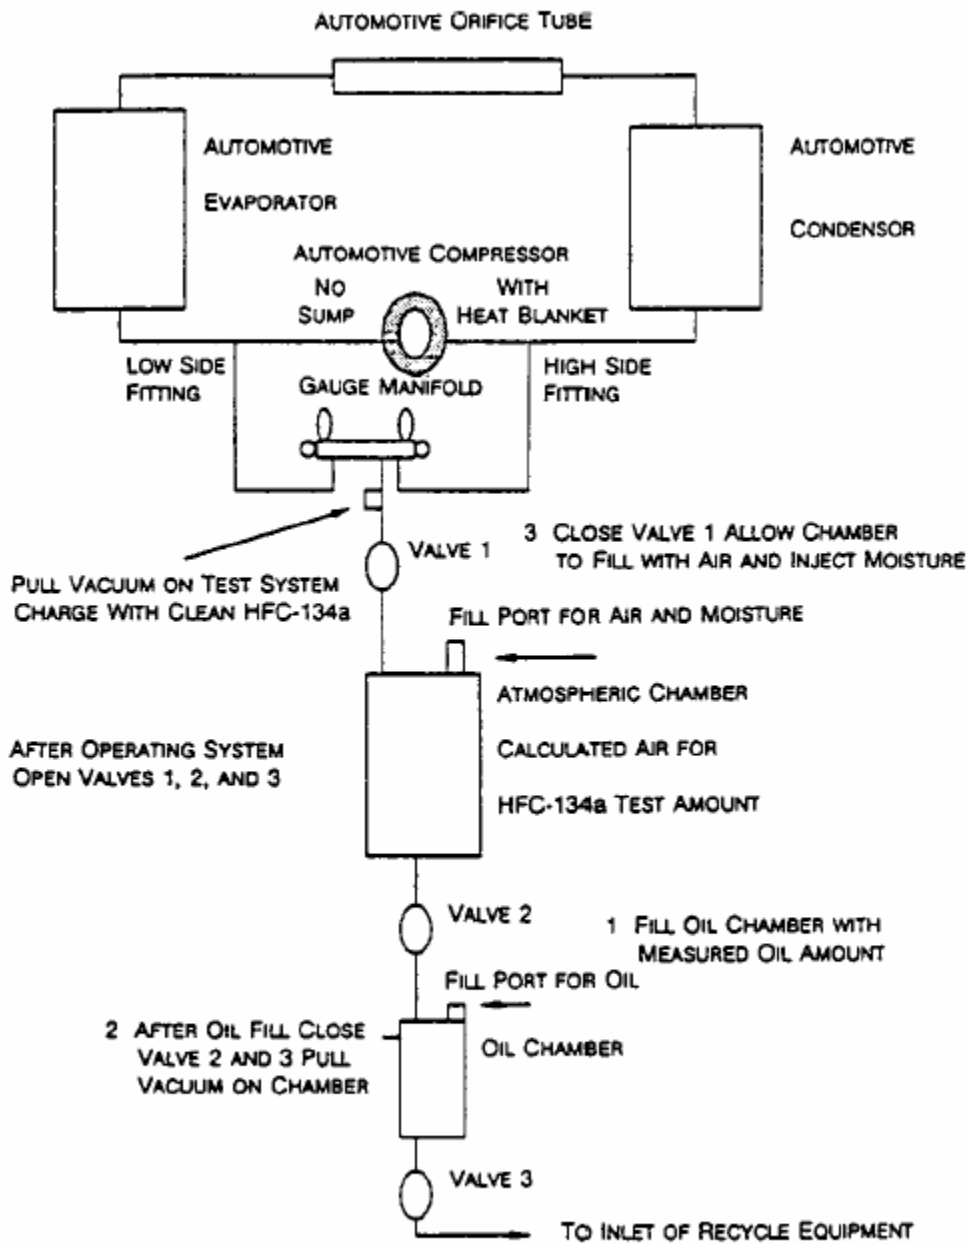 AUTOMOTIVE ORIFICE TUBE
AUTOMOTIVE
EVAPORATOR
AUTOMOTIVE
CONDENSOR
AUTOMOTIVE COMPRESSOR
NO
SUMP
WITH
HEAT BLANKET
LOW SIDE
FITTING
GAUGE MANIFOLD
HIGH SIDE
FITTING
VALVE 1
3 CLOSE VALVE 1 ALLOW CHAMBER
TO FILL WITH AIR AND INJECT MOISTURE
PULL VACUUM ON TEST SYSTEM
CHARGE WITH CLEAN HFC-134a
FILL PORT FOR AIR AND MOISTURE
ATMOSPHERIC CHAMBER
CALCULATED AIR FOR
HFC-134a TEST AMOUNT
AFTER OPERATING SYSTEM
OPEN VALVES 1, 2, AND 3
VALVE 2
1 FILL OIL CHAMBER WITH
MEASURED OIL AMOUNT
FILL PORT FOR OIL
2 AFTER OIL FILL CLOSE
VALVE 2 AND 3 PULL
VACUUM ON CHAMBER
OIL CHAMBER
VALVE 3
TO INLET OF RECYCLE EQUIPMENT